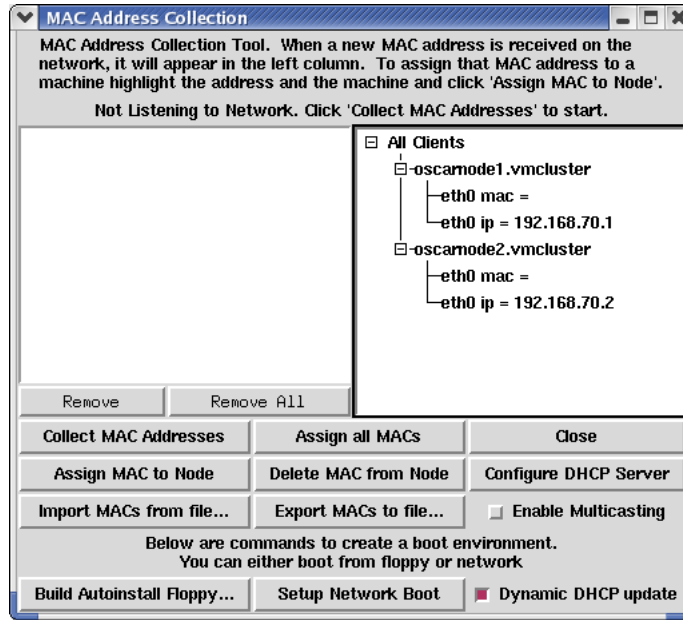 MAC Address Collection
MAC Address Collection Tool. When a new MAC address is received on the
network, it will appear in the left column. To assign that MAC address to a
machine highlight the address and the machine and click 'Assign MAC to Node'.
Not Listening to Network. Click 'Collect MAC Addresses' to start.
All Clients
oscarnode1.vmcluster
eth0 mac =
eth0 ip = 192.168.70.1
oscarnode2.vmcluster
eth0 mac =
eth0 ip = 192.168.70.2
Remove Remove All
Collect MAC Addresses Assign all MACs Close
Assign MAC to Node Delete MAC from Node Configure DHCP Server
Import MACs from file... Export MACs to file... Enable Multicasting
Below are commands to create a boot environment.
You can either boot from floppy or network
Build Autoinstall Floppy... Setup Network Boot Dynamic DHCP update